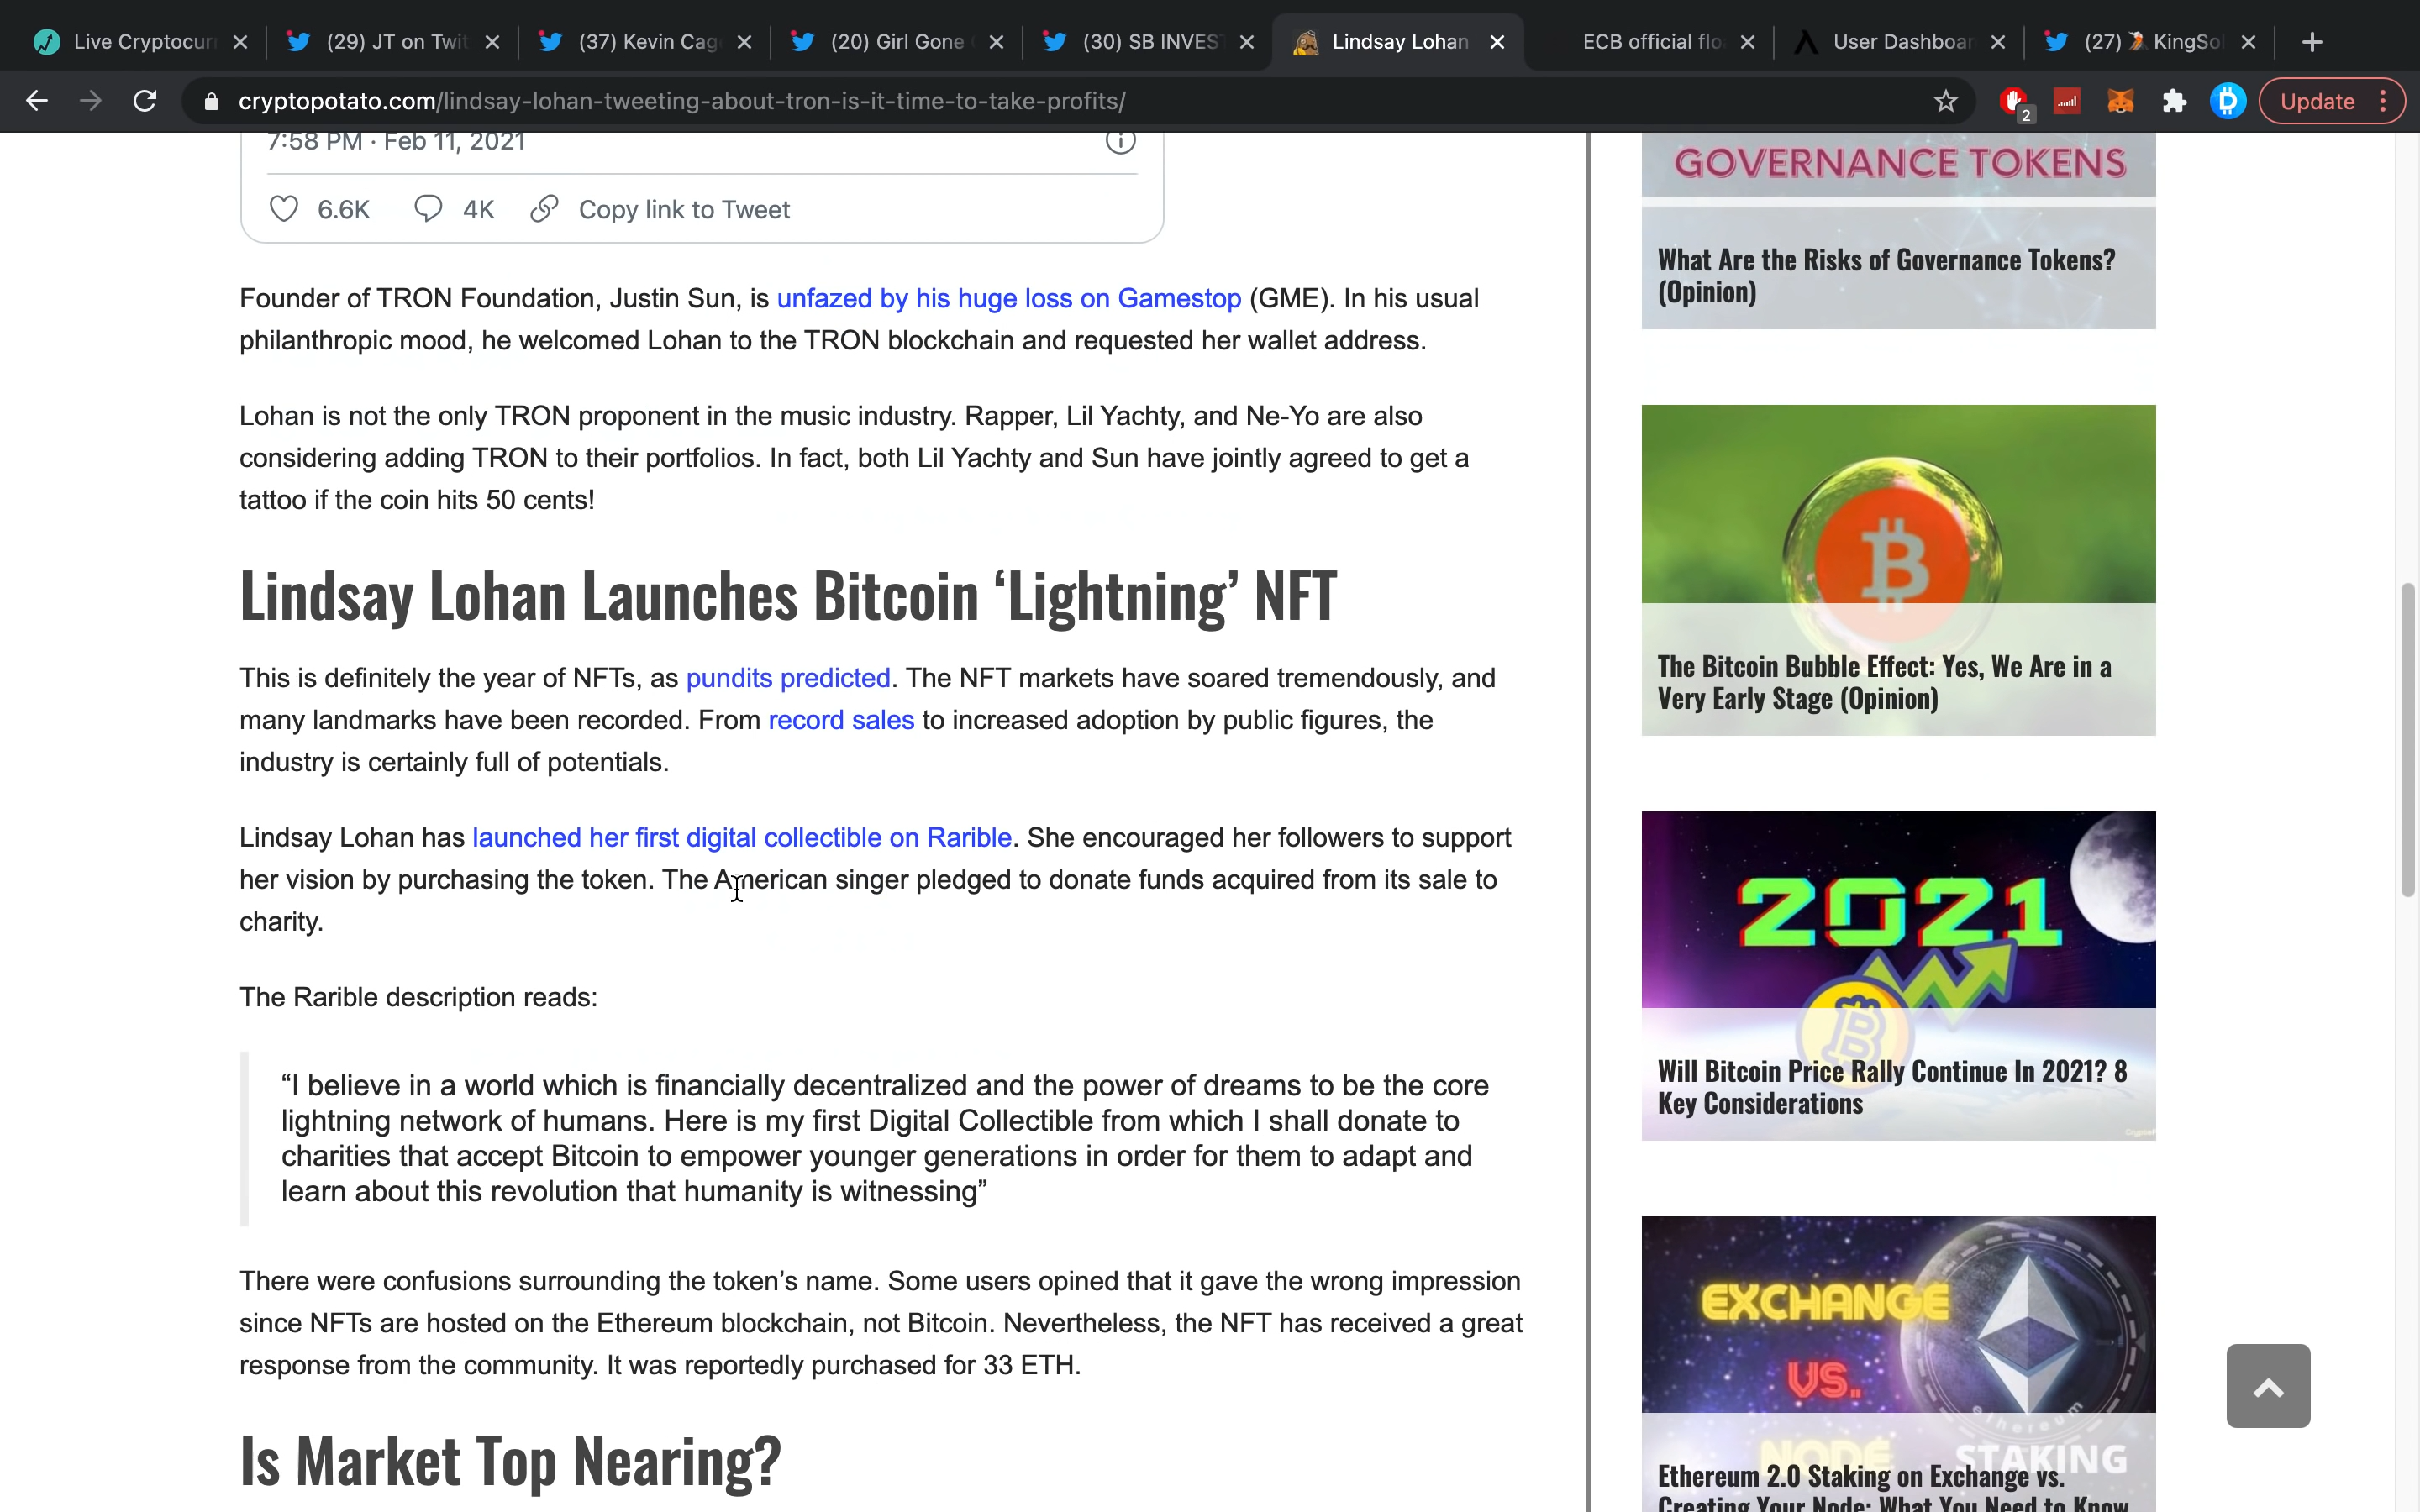 Live Cryptocurr
(29) JT on Twit
(37) Kevin Cag
(20) Girl Gone
(30) SB INVES
Lindsay Lohan
ECB official flo
User Dashboar
(27) KingSol
cryptopotato.com/lindsay-lohan-tweeting-about-tron-is-it-time-to-take-profits/
2
Update
7:58 PM · Feb 11, 2021
6.6K 4K Copy link to Tweet
Founder of TRON Foundation, Justin Sun, is unfazed by his huge loss on Gamestop (GME). In his usual
philanthropic mood, he welcomed Lohan to the TRON blockchain and requested her wallet address.
Lohan is not the only TRON proponent in the music industry. Rapper, Lil Yachty, and Ne-Yo are also
considering adding TRON to their portfolios. In fact, both Lil Yachty and Sun have jointly agreed to get a
tattoo if the coin hits 50 cents!
Lindsay Lohan Launches Bitcoin ‘Lightning’ NFT
This is definitely the year of NFTs, as pundits predicted. The NFT markets have soared tremendously, and
many landmarks have been recorded. From record sales to increased adoption by public figures, the
industry is certainly full of potentials.
Lindsay Lohan has launched her first digital collectible on Rarible. She encouraged her followers to support
her vision by purchasing the token. The American singer pledged to donate funds acquired from its sale to
charity.
The Rarible description reads:
“I believe in a world which is financially decentralized and the power of dreams to be the core
lightning network of humans. Here is my first Digital Collectible from which I shall donate to
charities that accept Bitcoin to empower younger generations in order for them to adapt and
learn about this revolution that humanity is witnessing”
There were confusions surrounding the token’s name. Some users opined that it gave the wrong impression
since NFTs are hosted on the Ethereum blockchain, not Bitcoin. Nevertheless, the NFT has received a great
response from the community. It was reportedly purchased for 33 ETH.
Is Market Top Nearing?
GOVERNANCE TOKENS
What Are the Risks of Governance Tokens?
(Opinion)
The Bitcoin Bubble Effect: Yes, We Are in a
Very Early Stage (Opinion)
2021
Will Bitcoin Price Rally Continue In 2021? 8
Key Considerations
EXCHANGE
VS.
ethereum
NODE STAKING
Ethereum 2.0 Staking on Exchange vs.
Creating Your Node: What You Need to Know